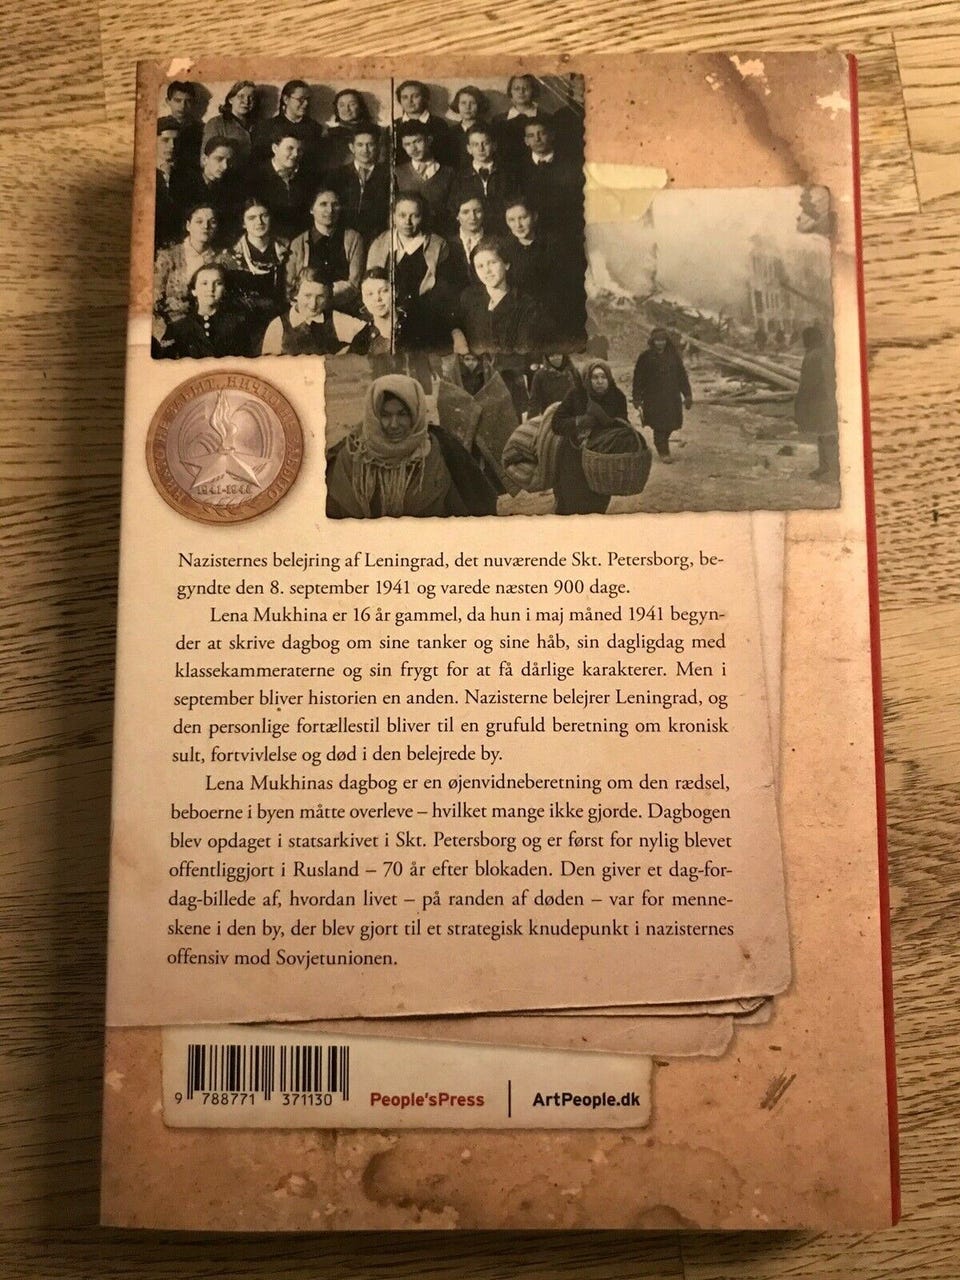 НИКТО НЕ ЗАБЫТ, НИЧТО НЕ ЗАБЫТО
1941-1945
Nazisternes belejring af Leningrad, det nuværende Skt. Petersborg, be-
gyndte den 8. september 1941 og varede næsten 900 dage.
Lena Mukhina er 16 år gammel, da hun i maj måned 1941 begyn-
der at skrive dagbog om sine tanker og sine håb, sin dagligdag med
klassekammeraterne og sin frygt for at få dårlige karakterer. Men i
september bliver historien en anden. Nazisterne belejrer Leningrad, og
den personlige fortællestil bliver til en grufuld beretning om kronisk
sult, fortvivlelse og død i den belejrede by.
Lena Mukhinas dagbog er en øjenvidneberetning om den rædsel,
beboerne i byen måtte overleve – hvilket mange ikke gjorde. Dagbogen
blev opdaget i statsarkivet i Skt. Petersborg og er først for nylig blevet
offentliggjort i Rusland – 70 år efter blokaden. Den giver et dag-for-
dag-billede af, hvordan livet – på randen af døden – var for menne-
skene i den by, der blev gjort til et strategisk knudepunkt i nazisternes
offensiv mod Sovjetunionen.
9 788771 371130
People'sPress | ArtPeople.dk